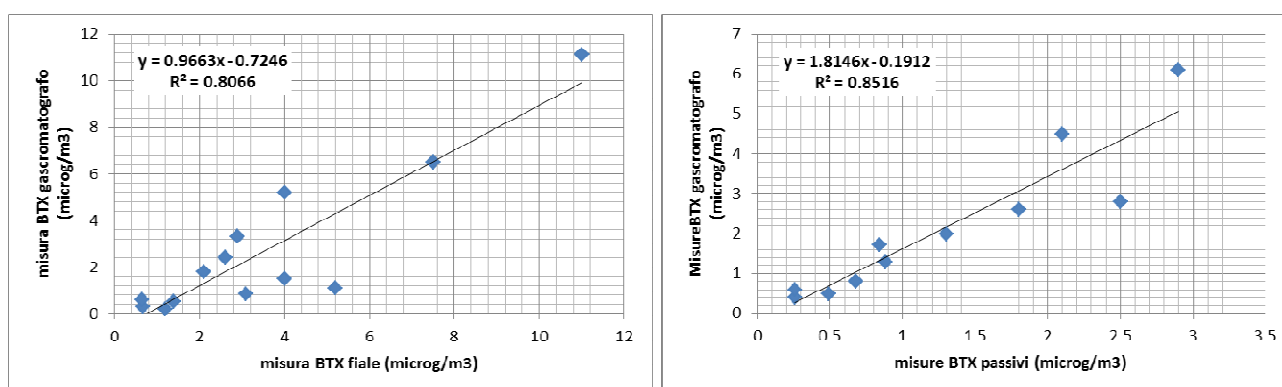 12
10
8
6
4
2
0
y = 0.9663x - 0.7246
R² = 0.8066
misura BTX gascromatografo
(microg/m3)
0 2 4 6 8 10 12
misura BTX fiale (microg/m3)
7
6
5
4
3
2
1
0
y = 1.8146x - 0.1912
R² = 0.8516
MisureBTX gascromatografo
(microg/m3)
0 0.5 1 1.5 2 2.5 3 3.5
misure BTX passivi (microg/m3)